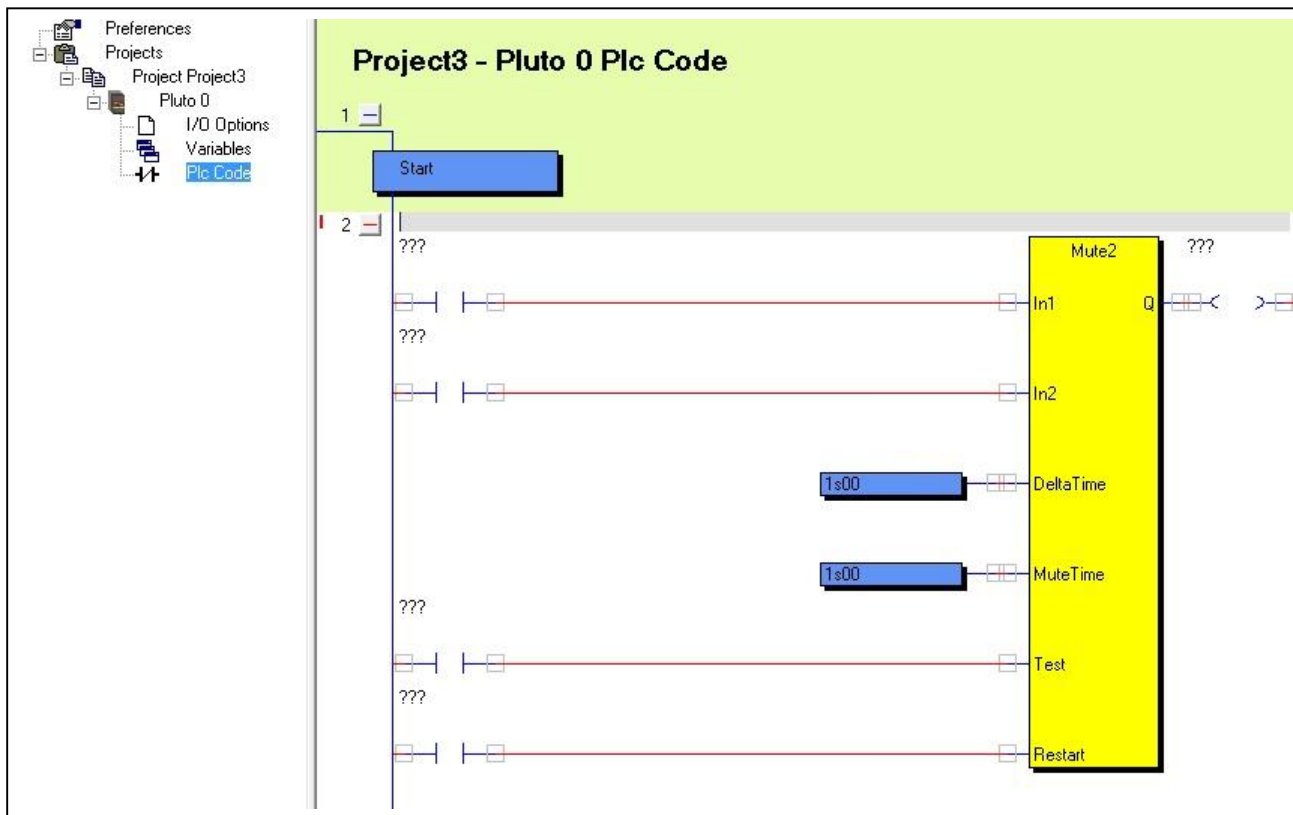 Preferences
Projects
Project Project3
Pluto 0
I/O Options
Variables
Plc Code
Project3 - Pluto 0 Plc Code
1
Start
2
???
Mute2
???
In1
Q
???
In2
1s00
DeltaTime
1s00
MuteTime
???
Test
???
Restart